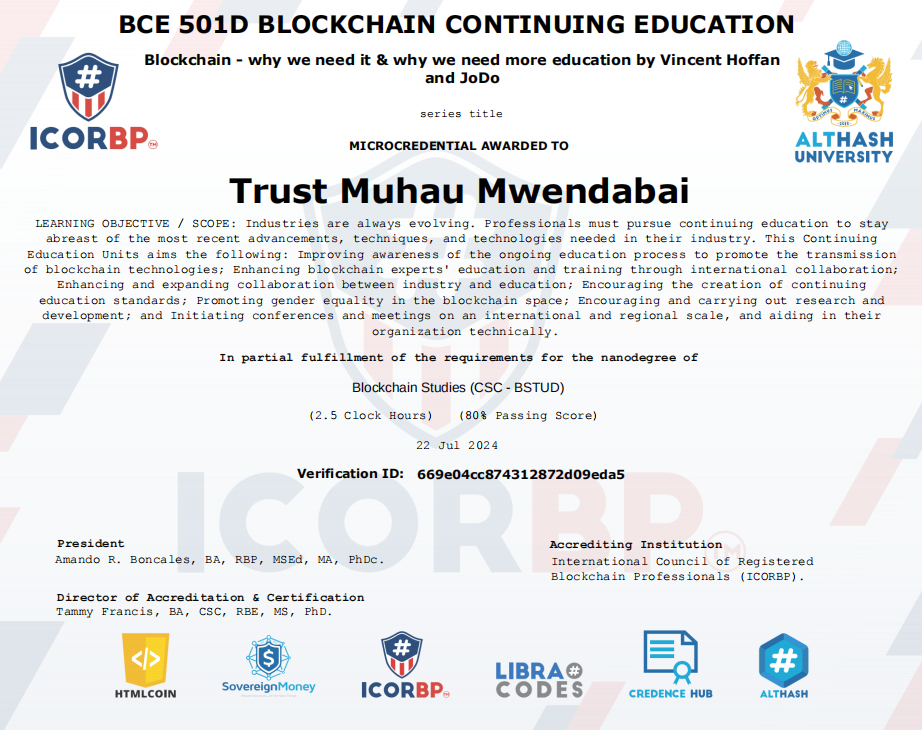 BCE 501D BLOCKCHAIN CONTINUING EDUCATION
Blockchain - why we need it & why we need more education by Vincent Hoffan
and JoDo
series title
ICORBP TM
ALTHASH
UNIVERSITY
MICROCREDENTIAL AWARDED TO
Trust Muhau Mwendabai
LEARNING OBJECTIVE / SCOPE: Industries are always evolving. Professionals must pursue continuing education to stay
abreast of the most recent advancements, techniques, and technologies needed in their industry. This Continuing
Education Units aims the following: Improving awareness of the ongoing education process to promote the transmission
of blockchain technologies; Enhancing blockchain experts' education and training through international collaboration;
Enhancing and expanding collaboration between industry and education; Encouraging the creation of continuing
education standards; Promoting gender equality in the blockchain space; Encouraging and carrying out research and
development; and Initiating conferences and meetings on an international and regional scale, and aiding in their
organization technically.
In partial fulfillment of the requirements for the nanodegree of
Blockchain Studies (CSC - BSTUD)
(2.5 Clock Hours) (80% Passing Score)
22 Jul 2024
Verification ID: 669e04cc874312872d09eda5
ICORBP TM
President
Amando R. Boncales, BA, RBP, MSEd, MA, PhDc.
Accrediting Institution
International Council of Registered
Blockchain Professionals (ICORBP).
Director of Accreditation & Certification
Tammy Francis, BA, CSC, RBE, MS, PhD.
HTMLCOIN
SovereignMoney
ICORBP TM
LIBRA#
CODES
CREDENCE HUB
ALTHASH